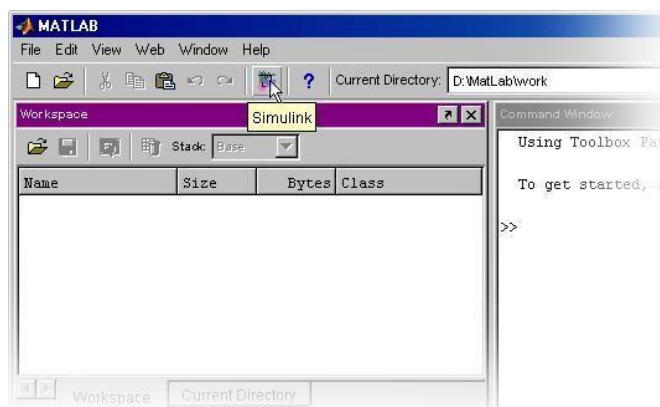 MATLAB
File Edit View Web Window Help
? Current Directory: D:\MatLab\work
Workspace
Simulink
Command Window
Stack: Base
Using Toolbox
Name Size Bytes Class
To get started,
>>
Workspace Current Directory